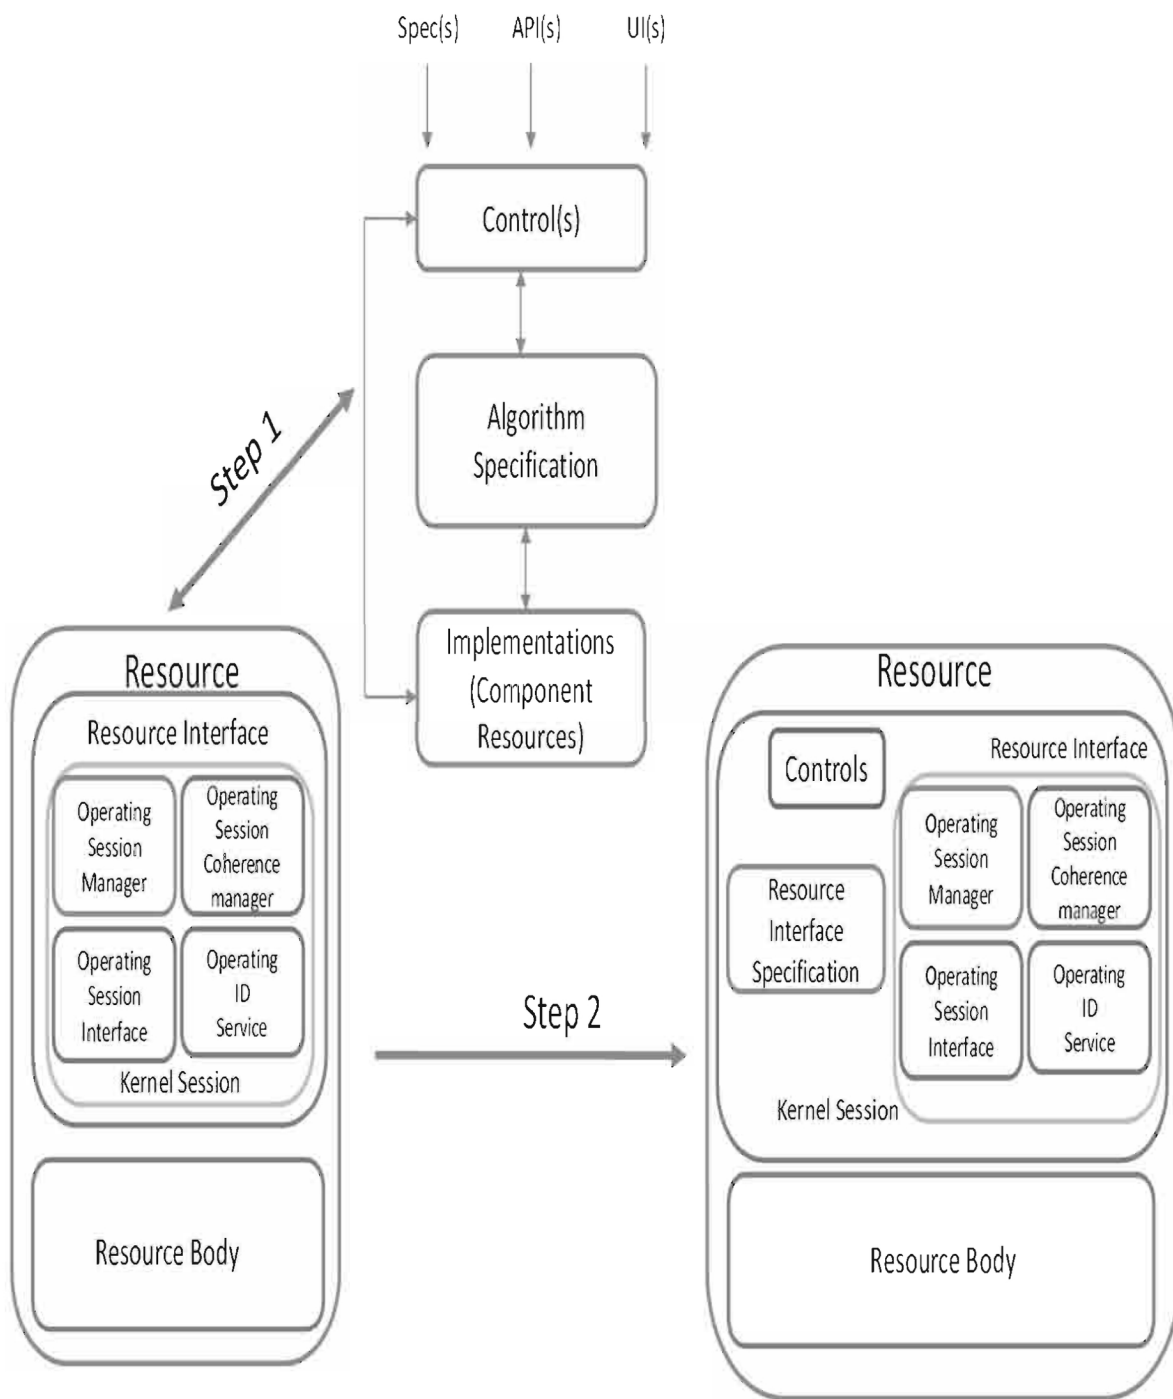 Spec(s) API(s) UI(s)
Control(s)
Algorithm
Specification
Step 1
Implementations
(Component
Resources)
Resource
Resource Interface
Operating
Session
Manager
Operating
Session
Coherence
manager
Operating
Session
Interface
Operating
ID
Service
Kernel Session
Resource Body
Step 2
Resource
Resource Interface
Controls
Resource
Interface
Specification
Operating
Session
Manager
Operating
Session
Coherence
manager
Operating
Session
Interface
Operating
ID
Service
Kernel Session
Resource Body